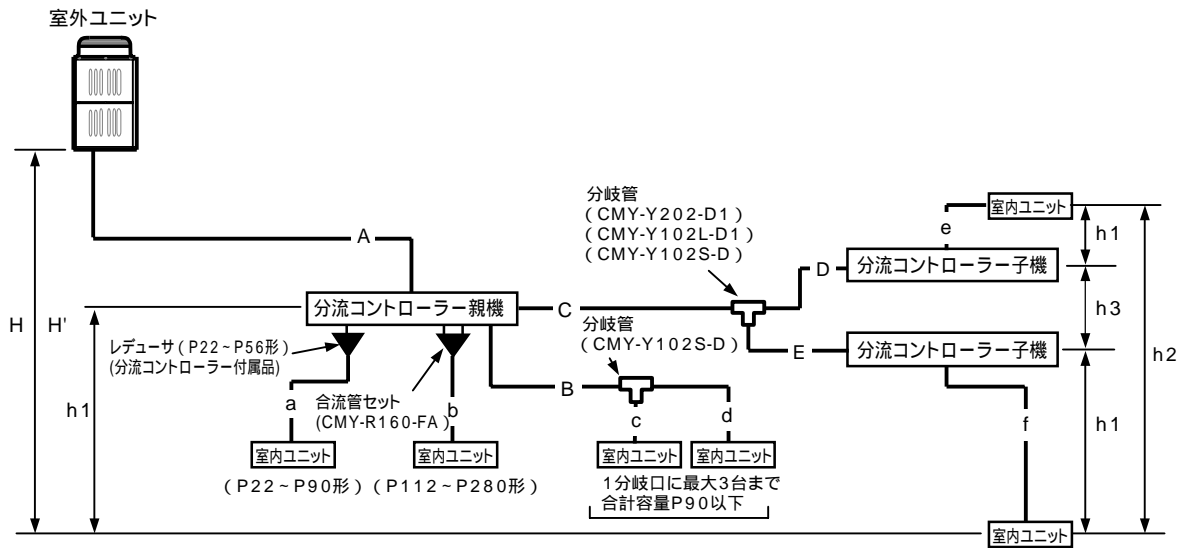 室外ユニット
H
H'
h1
A
分流コントローラー親機
レデューサ(P22~P56形)
(分流コントローラー付属品)
a
合流管セット
(CMY-R160-FA)
b
室内ユニット
(P22~P90形)
室内ユニット
(P112~P280形)
C
B
分岐管
(CMY-Y202-D1)
(CMY-Y102L-D1)
(CMY-Y102S-D)
分岐管
(CMY-Y102S-D)
c
d
室内ユニット
室内ユニット
1分岐口に最大3台まで
合計容量P90以下
D
E
e
室内ユニット
分流コントローラー子機
分流コントローラー子機
f
室内ユニット
h1
h3
h1
h2